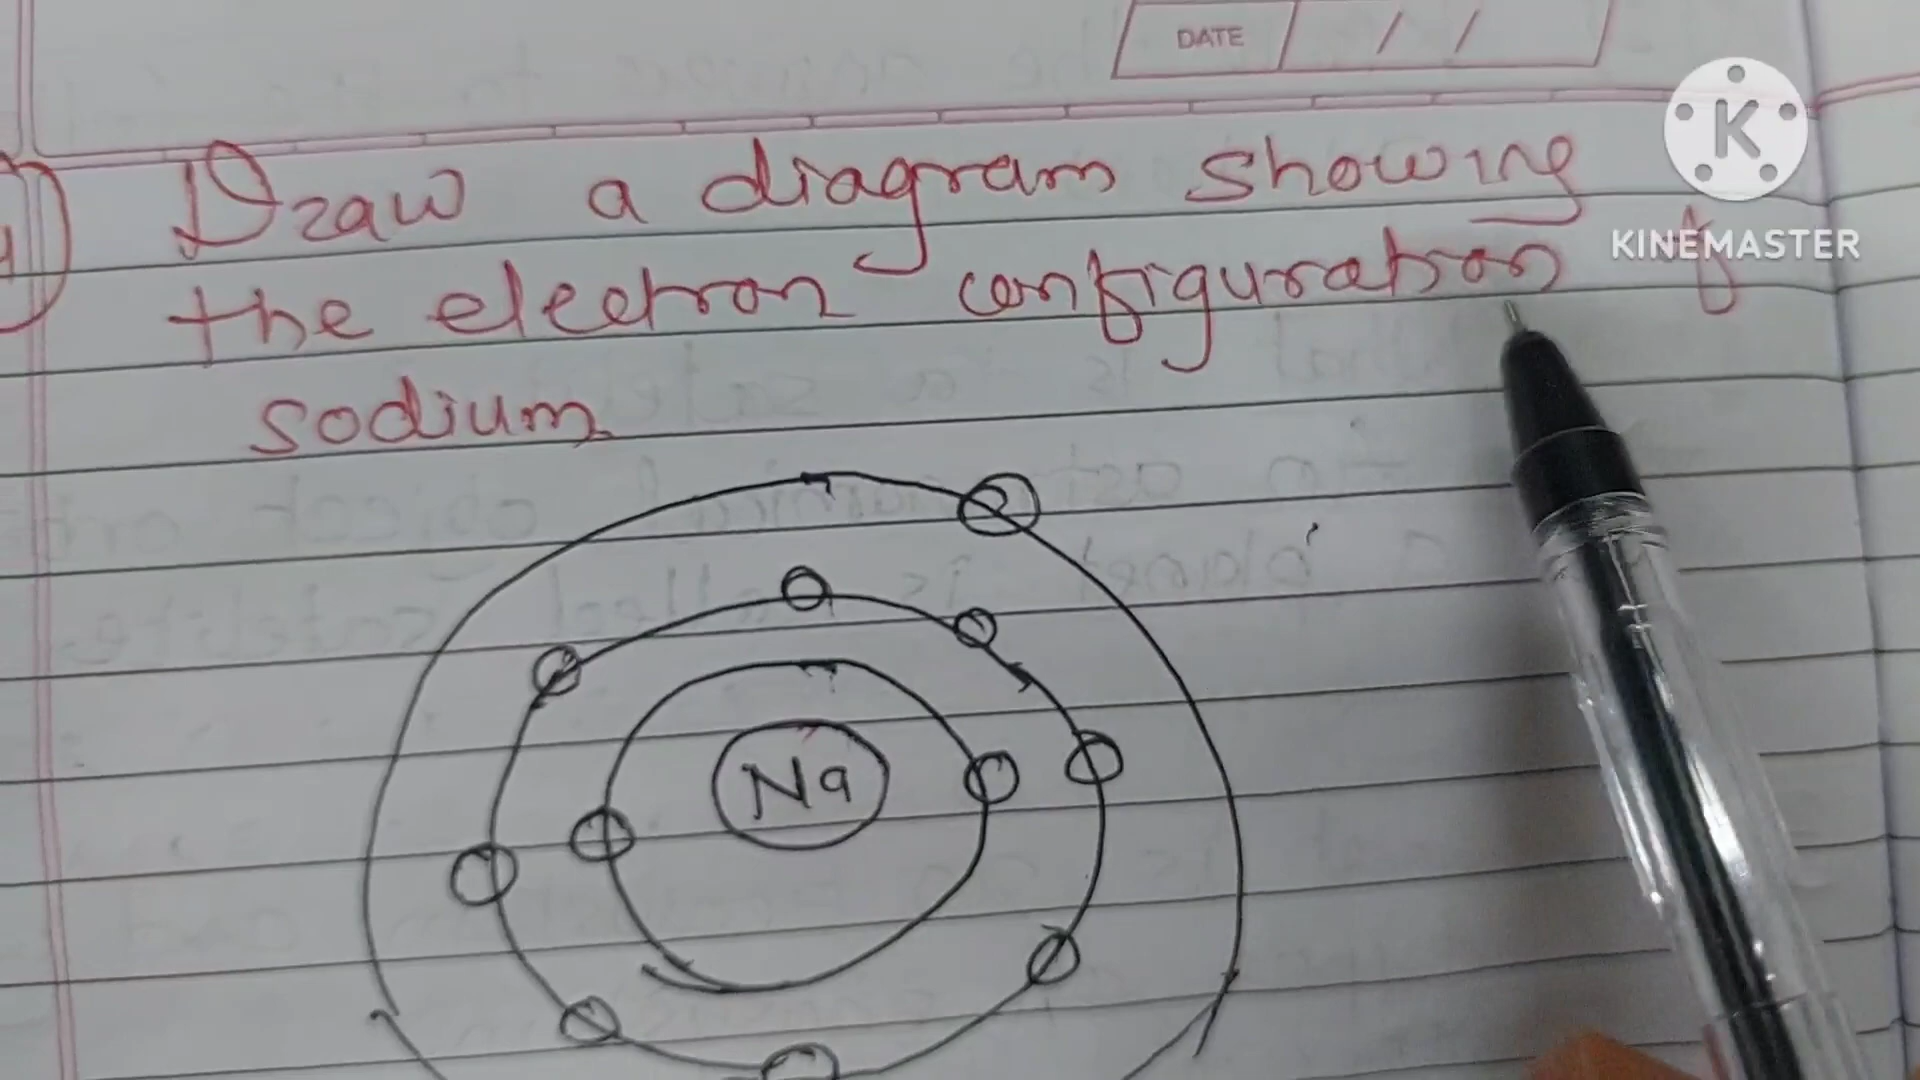 DATE / /
Draw a diagram showing
the electron configuration of
sodium
Na
K
KINEMASTER